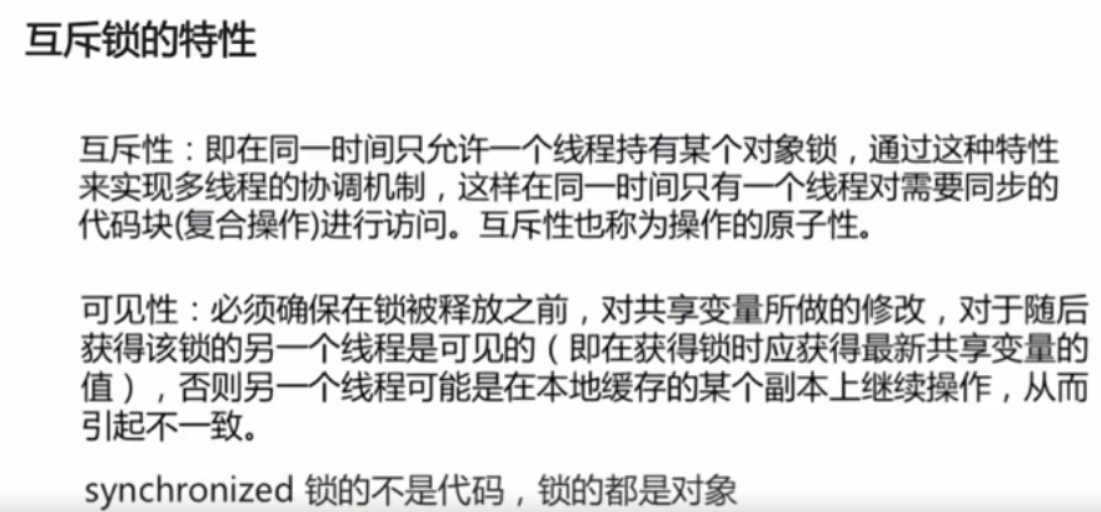 互斥锁的特性
互斥性：即在同一时间只允许一个线程持有某个对象锁，通过这种特性
来实现多线程的协调机制，这样在同一时间只有一个线程对需要同步的
代码块(复合操作)进行访问。互斥性也称为操作的原子性。
可见性：必须确保在锁被释放之前，对共享变量所做的修改，对于随后
获得该锁的另一个线程是可见的（即在获得锁时应获得最新共享变量的
值），否则另一个线程可能是在本地缓存的某个副本上继续操作，从而
引起不一致。
synchronized 锁的不是代码，锁的都是对象